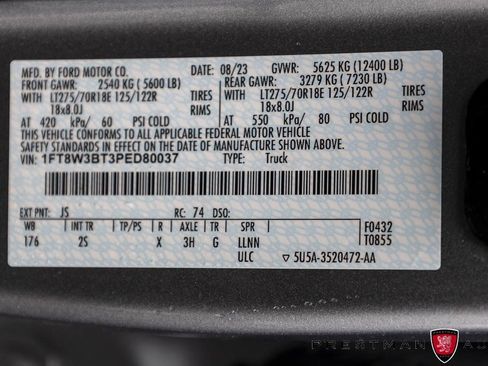 MFD. BY FORD MOTOR CO. 08/23 GVWR: 5625 KG (12400 LB)
FRONT GAWR: 2540 KG (5600 LB) REAR GAWR: 3279 KG (7230 LB)
WITH LT275/70R18E 125/122R TIRES WITH LT275/70R18E 125/122R TIRES
18x8.0J RIMS 18x8.0J RIMS
AT 420 kPa/ 60 PSI COLD AT 550 kPa/ 80 PSI COLD
THIS VEHICLE CONFORMS TO ALL APPLICABLE FEDERAL MOTOR VEHICLE
SAFETY STANDARDS IN EFFECT ON THE DATE OF MANUFACTURE SHOWN ABOVE.
VIN: 1FT8W3BT3PED80037 TYPE: Truck
EXT PNT: JS RC: 74 DSO:
WB INT TR TP/PS R AXLE TR SPR F0432
176 2S X 3H G LLNN T0855
ULC 5U5A-3520472-AA
PRESTMAN AU